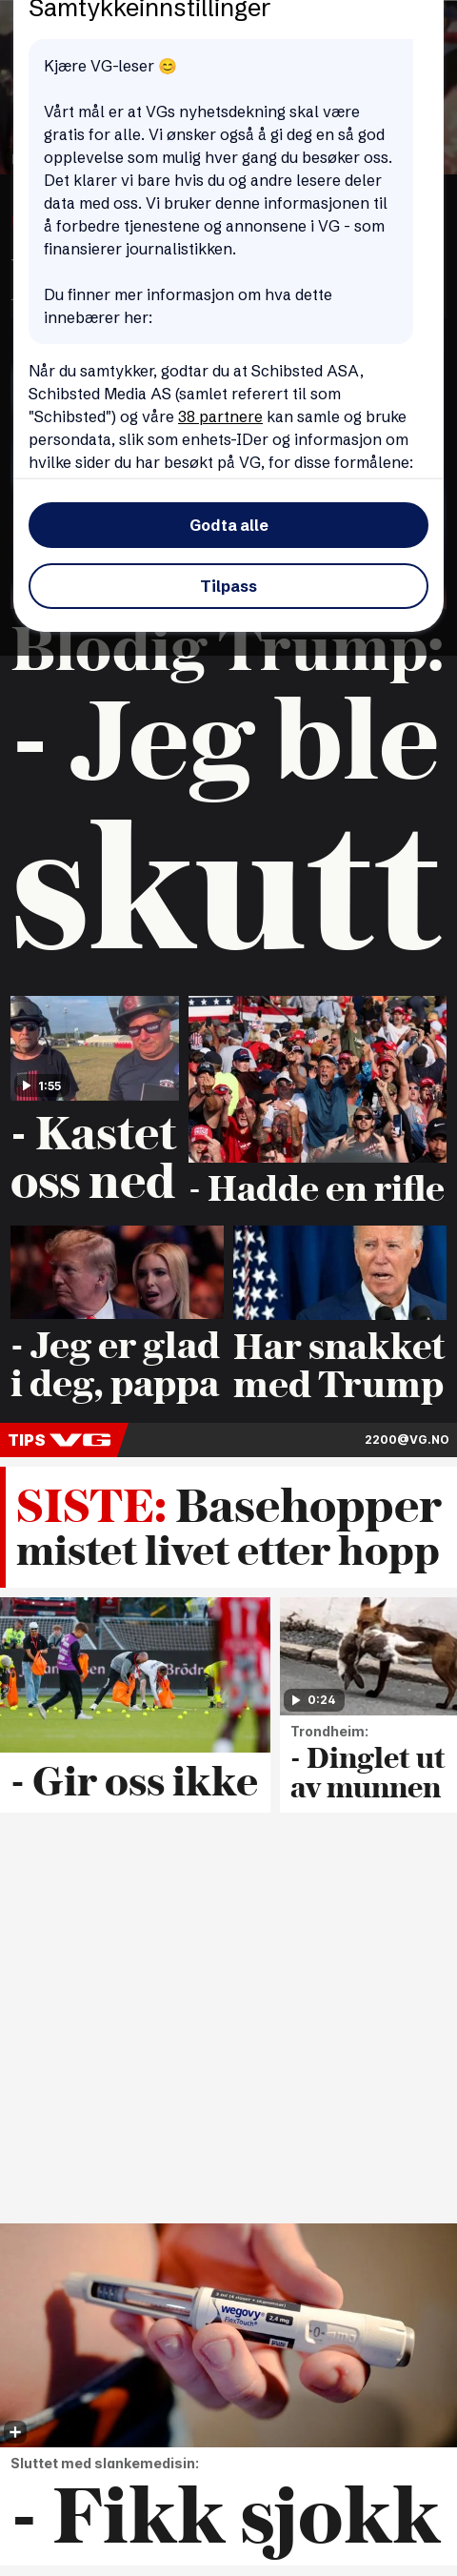 Samtykkeinnstillinger
Kjære VG-leser 😊
Vårt mål er at VGs nyhetsdekning skal være
gratis for alle. Vi ønsker også å gi deg en så god
opplevelse som mulig hver gang du besøker oss.
Det klarer vi bare hvis du og andre lesere deler
data med oss. Vi bruker denne informasjonen til
å forbedre tjenestene og annonsene i VG - som
finansierer journalistikken.
Du finner mer informasjon om hva dette
innebærer her:
Når du samtykker, godtar du at Schibsted ASA,
Schibsted Media AS (samlet referert til som
"Schibsted") og våre 38 partnere kan samle og bruke
persondata, slik som enhets-IDer og informasjon om
hvilke sider du har besøkt på VG, for disse formålene:
Godta alle
Tilpass
Blodig Trump:
- Jeg ble
skutt
1:55
- Kastet
oss ned
- Hadde en rifle
- Jeg er glad
i deg, pappa
Har snakket
med Trump
TIPS VG
2200@VG.NO
SISTE: Basehopper
mistet livet etter hopp
Brödr
- Gir oss ikke
0:24
Trondheim:
- Dinglet ut
av munnen
wegovy
FlexTouch
2,4 mg
Sluttet med slankemedisin:
- Fikk sjokk